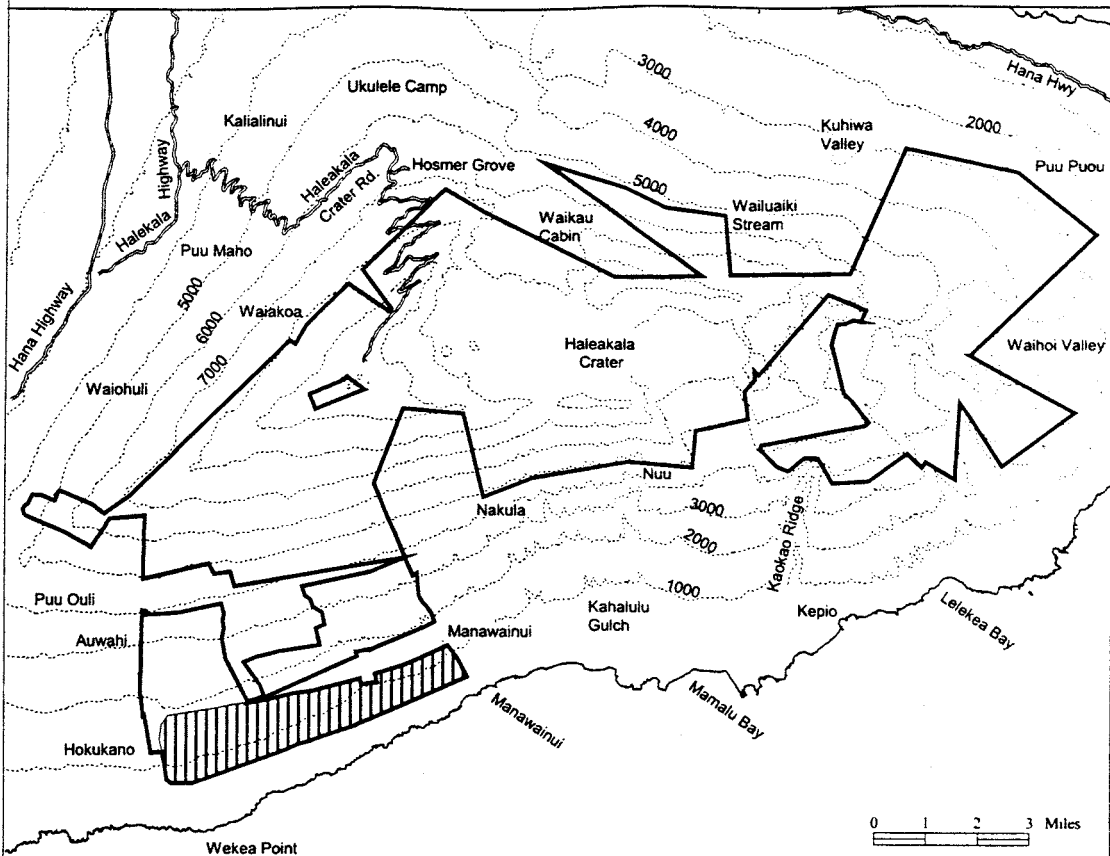 Hana Hwy
3000
Ukulele Camp
Kalialinui
4000
Kuhiwa
Valley
2000
Puu Puou
Halekala
Highway
Haleakala
Crater Rd.
Hosmer Grove
5000
Waikau
Cabin
Wailuaiki
Stream
Puu Maho
5000
Hana Highway
6000
Waiakoa
7000
Haleakala
Crater
Waihoi Valley
Waiohuli
Nuu
Nakula
3000
2000
Kaokao Ridge
1000
Puu Ouli
Auwahi
Kahalulu
Gulch
Kepio
Lelekea Bay
Manawainui
Manawainui
Mamalu Bay
Hokukano
Wekea Point
0 1 2 3 Miles